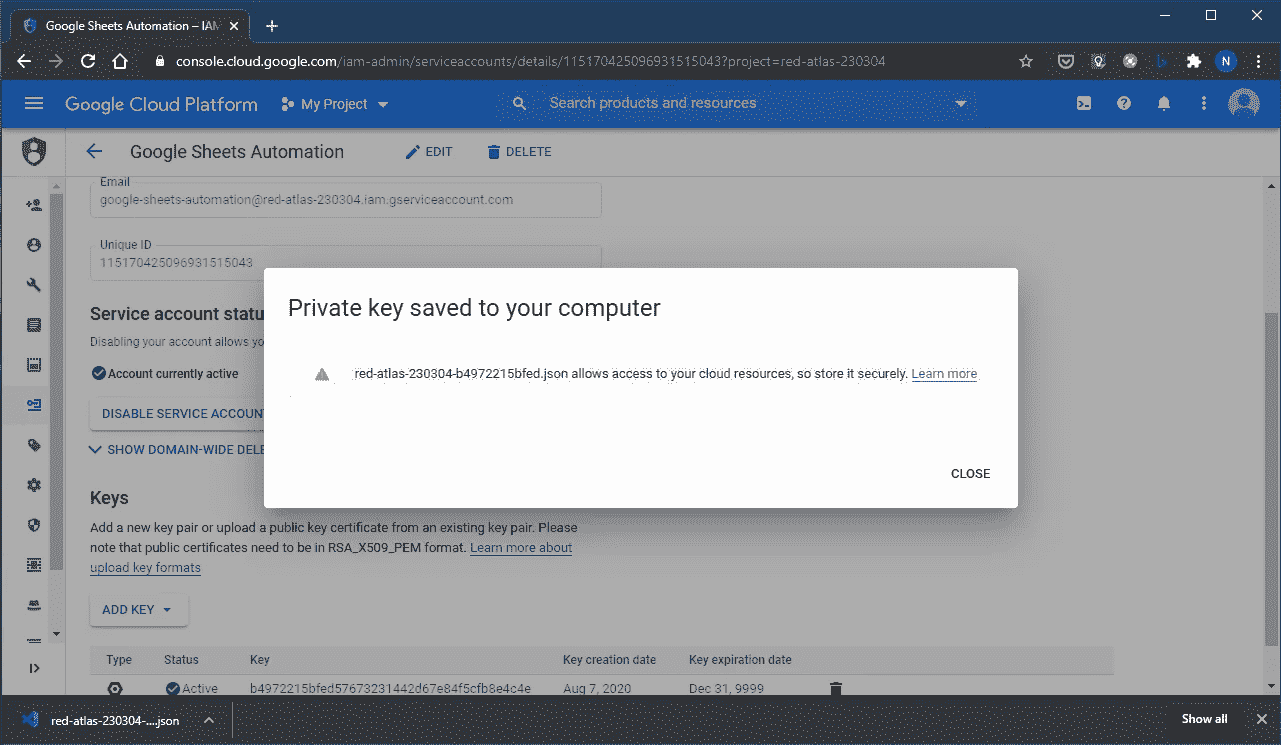 Google Sheets Automation – IAM
console.cloud.google.com/iam-admin/serviceaccounts/details/115170425096931515043?project=red-atlas-230304
N
Google Cloud Platform
My Project
Search products and resources
Google Sheets Automation
EDIT
DELETE
Email
google-sheets-automation@red-atlas-230304.iam.gserviceaccount.com
Unique ID
115170425096931515043
Service account statu
Disabling your account allows yo
Account currently active
DISABLE SERVICE ACCOUNT
SHOW DOMAIN-WIDE DELE
Private key saved to your computer
red-atlas-230304-b4972215bfed.json allows access to your cloud resources, so store it securely. Learn more
CLOSE
Keys
Add a new key pair or upload a public key certificate from an existing key pair. Please
note that public certificates need to be in RSA_X509_PEM format. Learn more about
upload key formats
ADD KEY
Type Status Key Key creation date Key expiration date
Active b4972215bfed57673231442d67e84f5cfb8e4c4e Aug 7, 2020 Dec 31, 9999
red-atlas-230304-....json
Show all